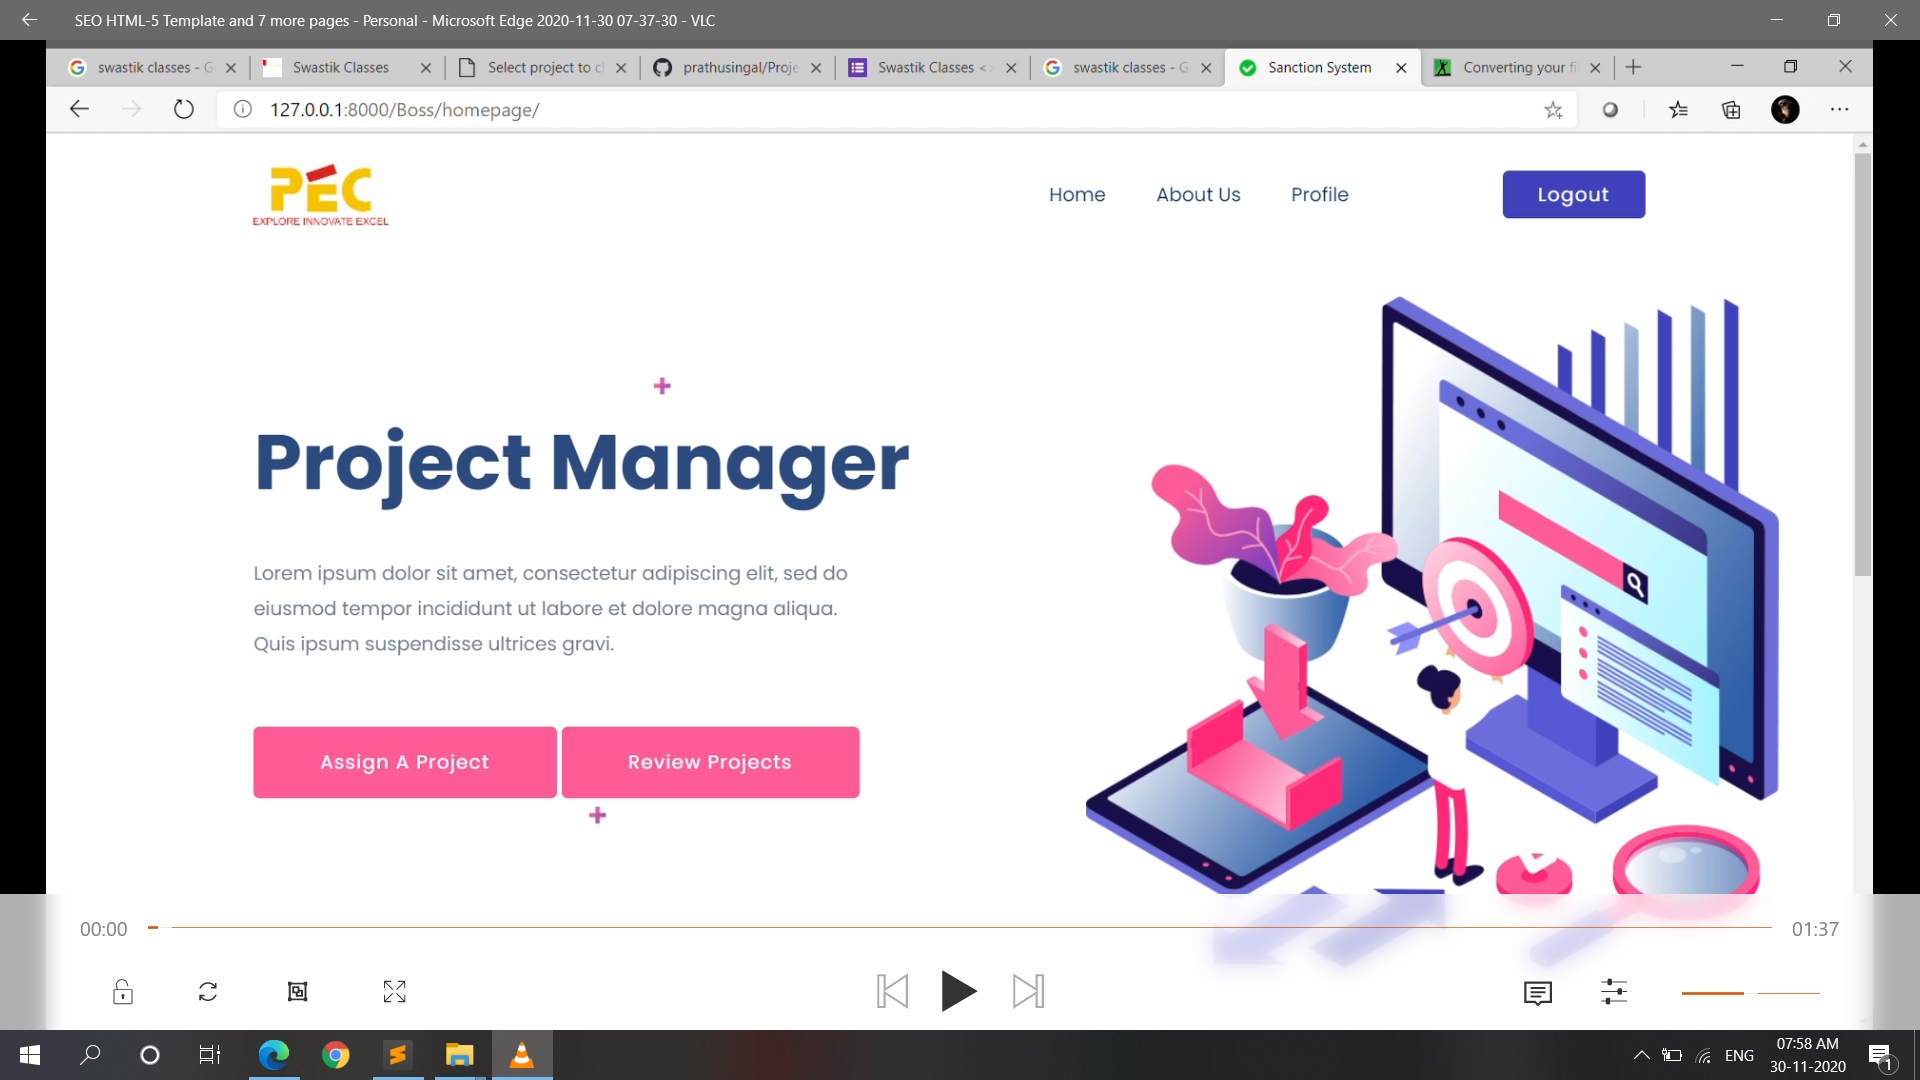 SEO HTML-5 Template and 7 more pages - Personal - Microsoft Edge 2020-11-30 07-37-30 - VLC
swastik classes - G
Swastik Classes
Select project to cl
prathusingal/Proje
Swastik Classes <>
swastik classes - G
Sanction System
Converting your fi
127.0.0.1:8000/Boss/homepage/
PEC
EXPLORE INNOVATE EXCEL
Home
About Us
Profile
Logout
Project Manager
Lorem ipsum dolor sit amet, consectetur adipiscing elit, sed do
eiusmod tempor incididunt ut labore et dolore magna aliqua.
Quis ipsum suspendisse ultrices gravi.
Assign A Project
Review Projects
00:00
01:37
ENG
07:58 AM
30-11-2020
1